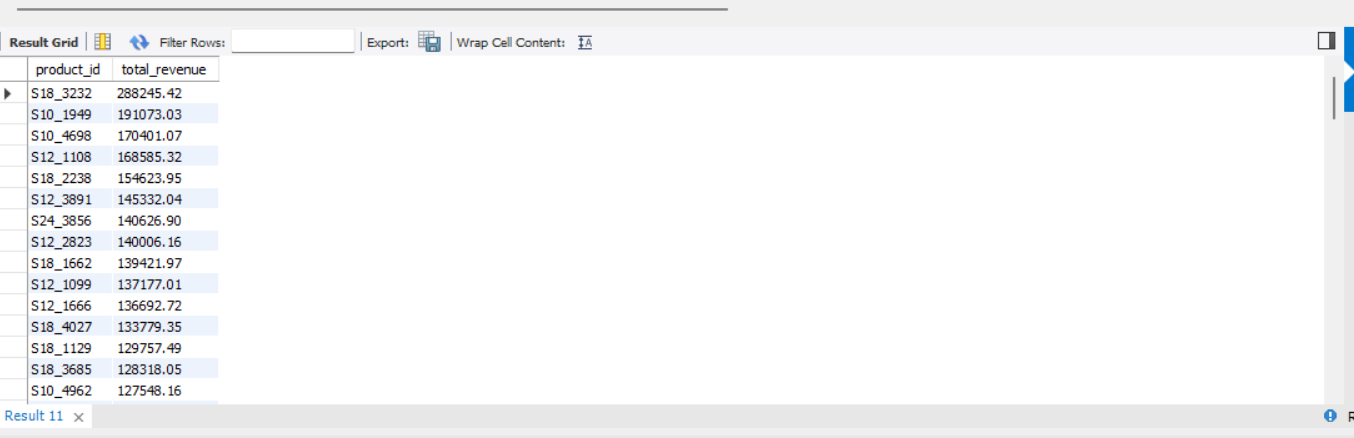 Result Grid Filter Rows: Export: Wrap Cell Content: IA
product_id total_revenue
S18_3232 288245.42
S10_1949 191073.03
S10_4698 170401.07
S12_1108 168585.32
S18_2238 154623.95
S12_3891 145332.04
S24_3856 140626.90
S12_2823 140006.16
S18_1662 139421.97
S12_1099 137177.01
S12_1666 136692.72
S18_4027 133779.35
S18_1129 129757.49
S18_3685 128318.05
S10_4962 127548.16
Result 11 R